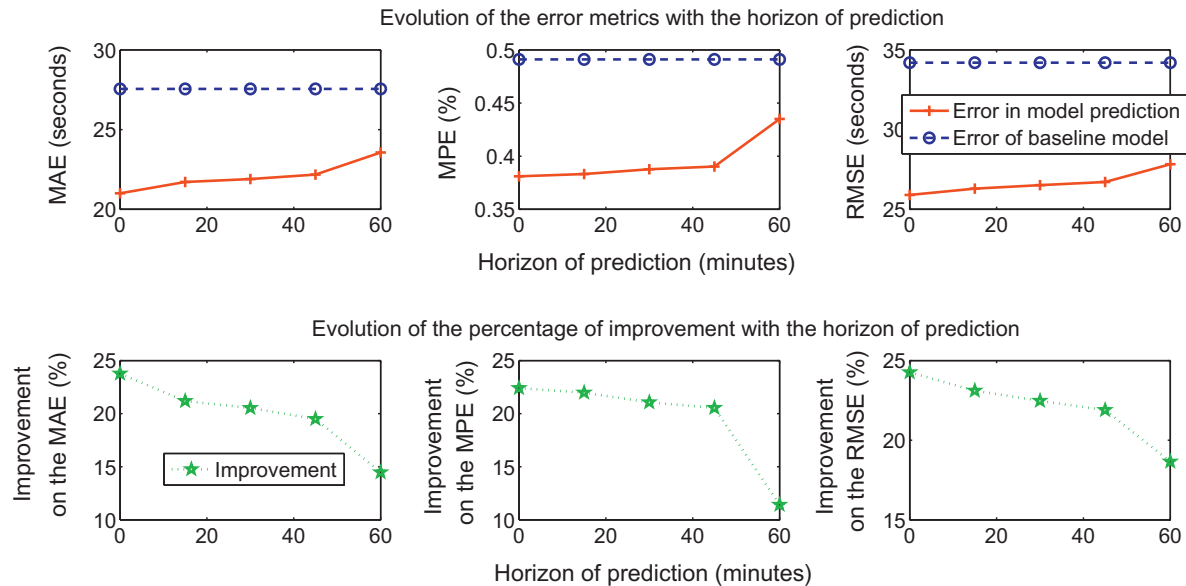 Evolution of the error metrics with the horizon of prediction
MAE (seconds)
30
25
20
0
20
40
60
MPE (%)
0.5
0.45
0.4
0.35
0
20
40
60
RMSE (seconds)
35
30
25
0
20
40
60
Error in model prediction
Error of baseline model
Horizon of prediction (minutes)
Evolution of the percentage of improvement with the horizon of prediction
Improvement
on the MAE (%)
25
20
15
10
0
20
40
60
Improvement
Improvement
on the MPE (%)
25
20
15
10
0
20
40
60
Improvement
on the RMSE (%)
25
20
15
0
20
40
60
Horizon of prediction (minutes)